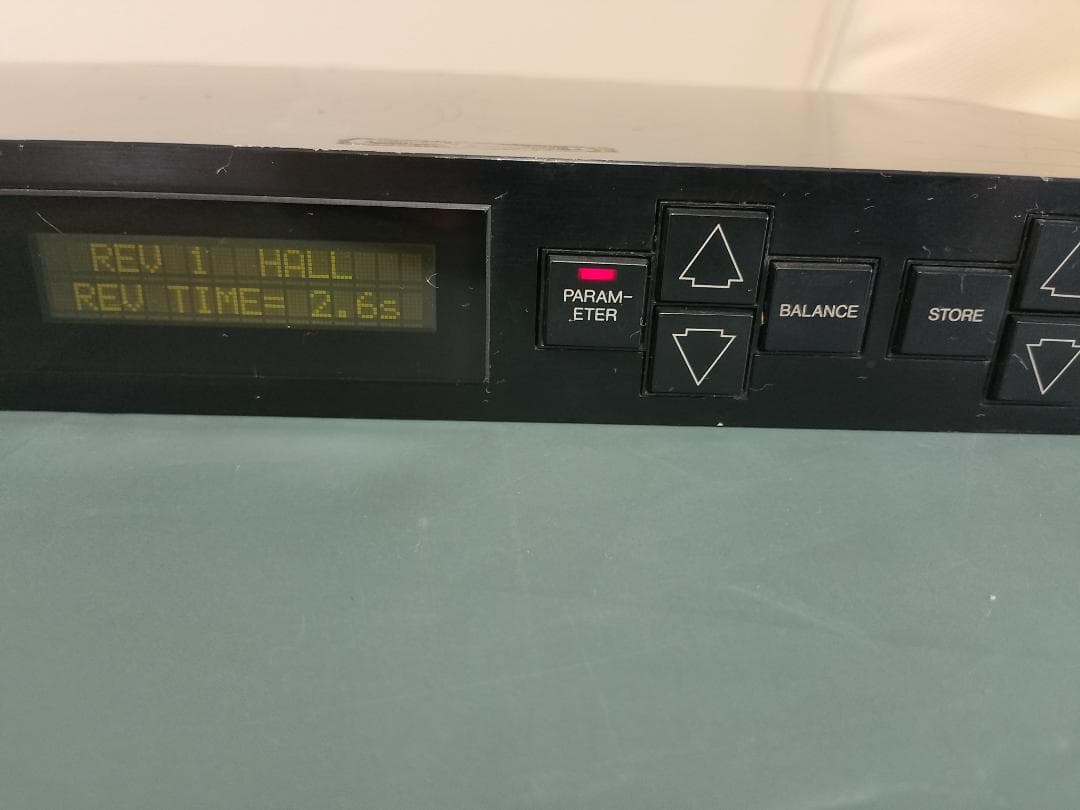 REV 1 HALL
REV TIME= 2.6s
PARAM-
ETER
BALANCE
STORE